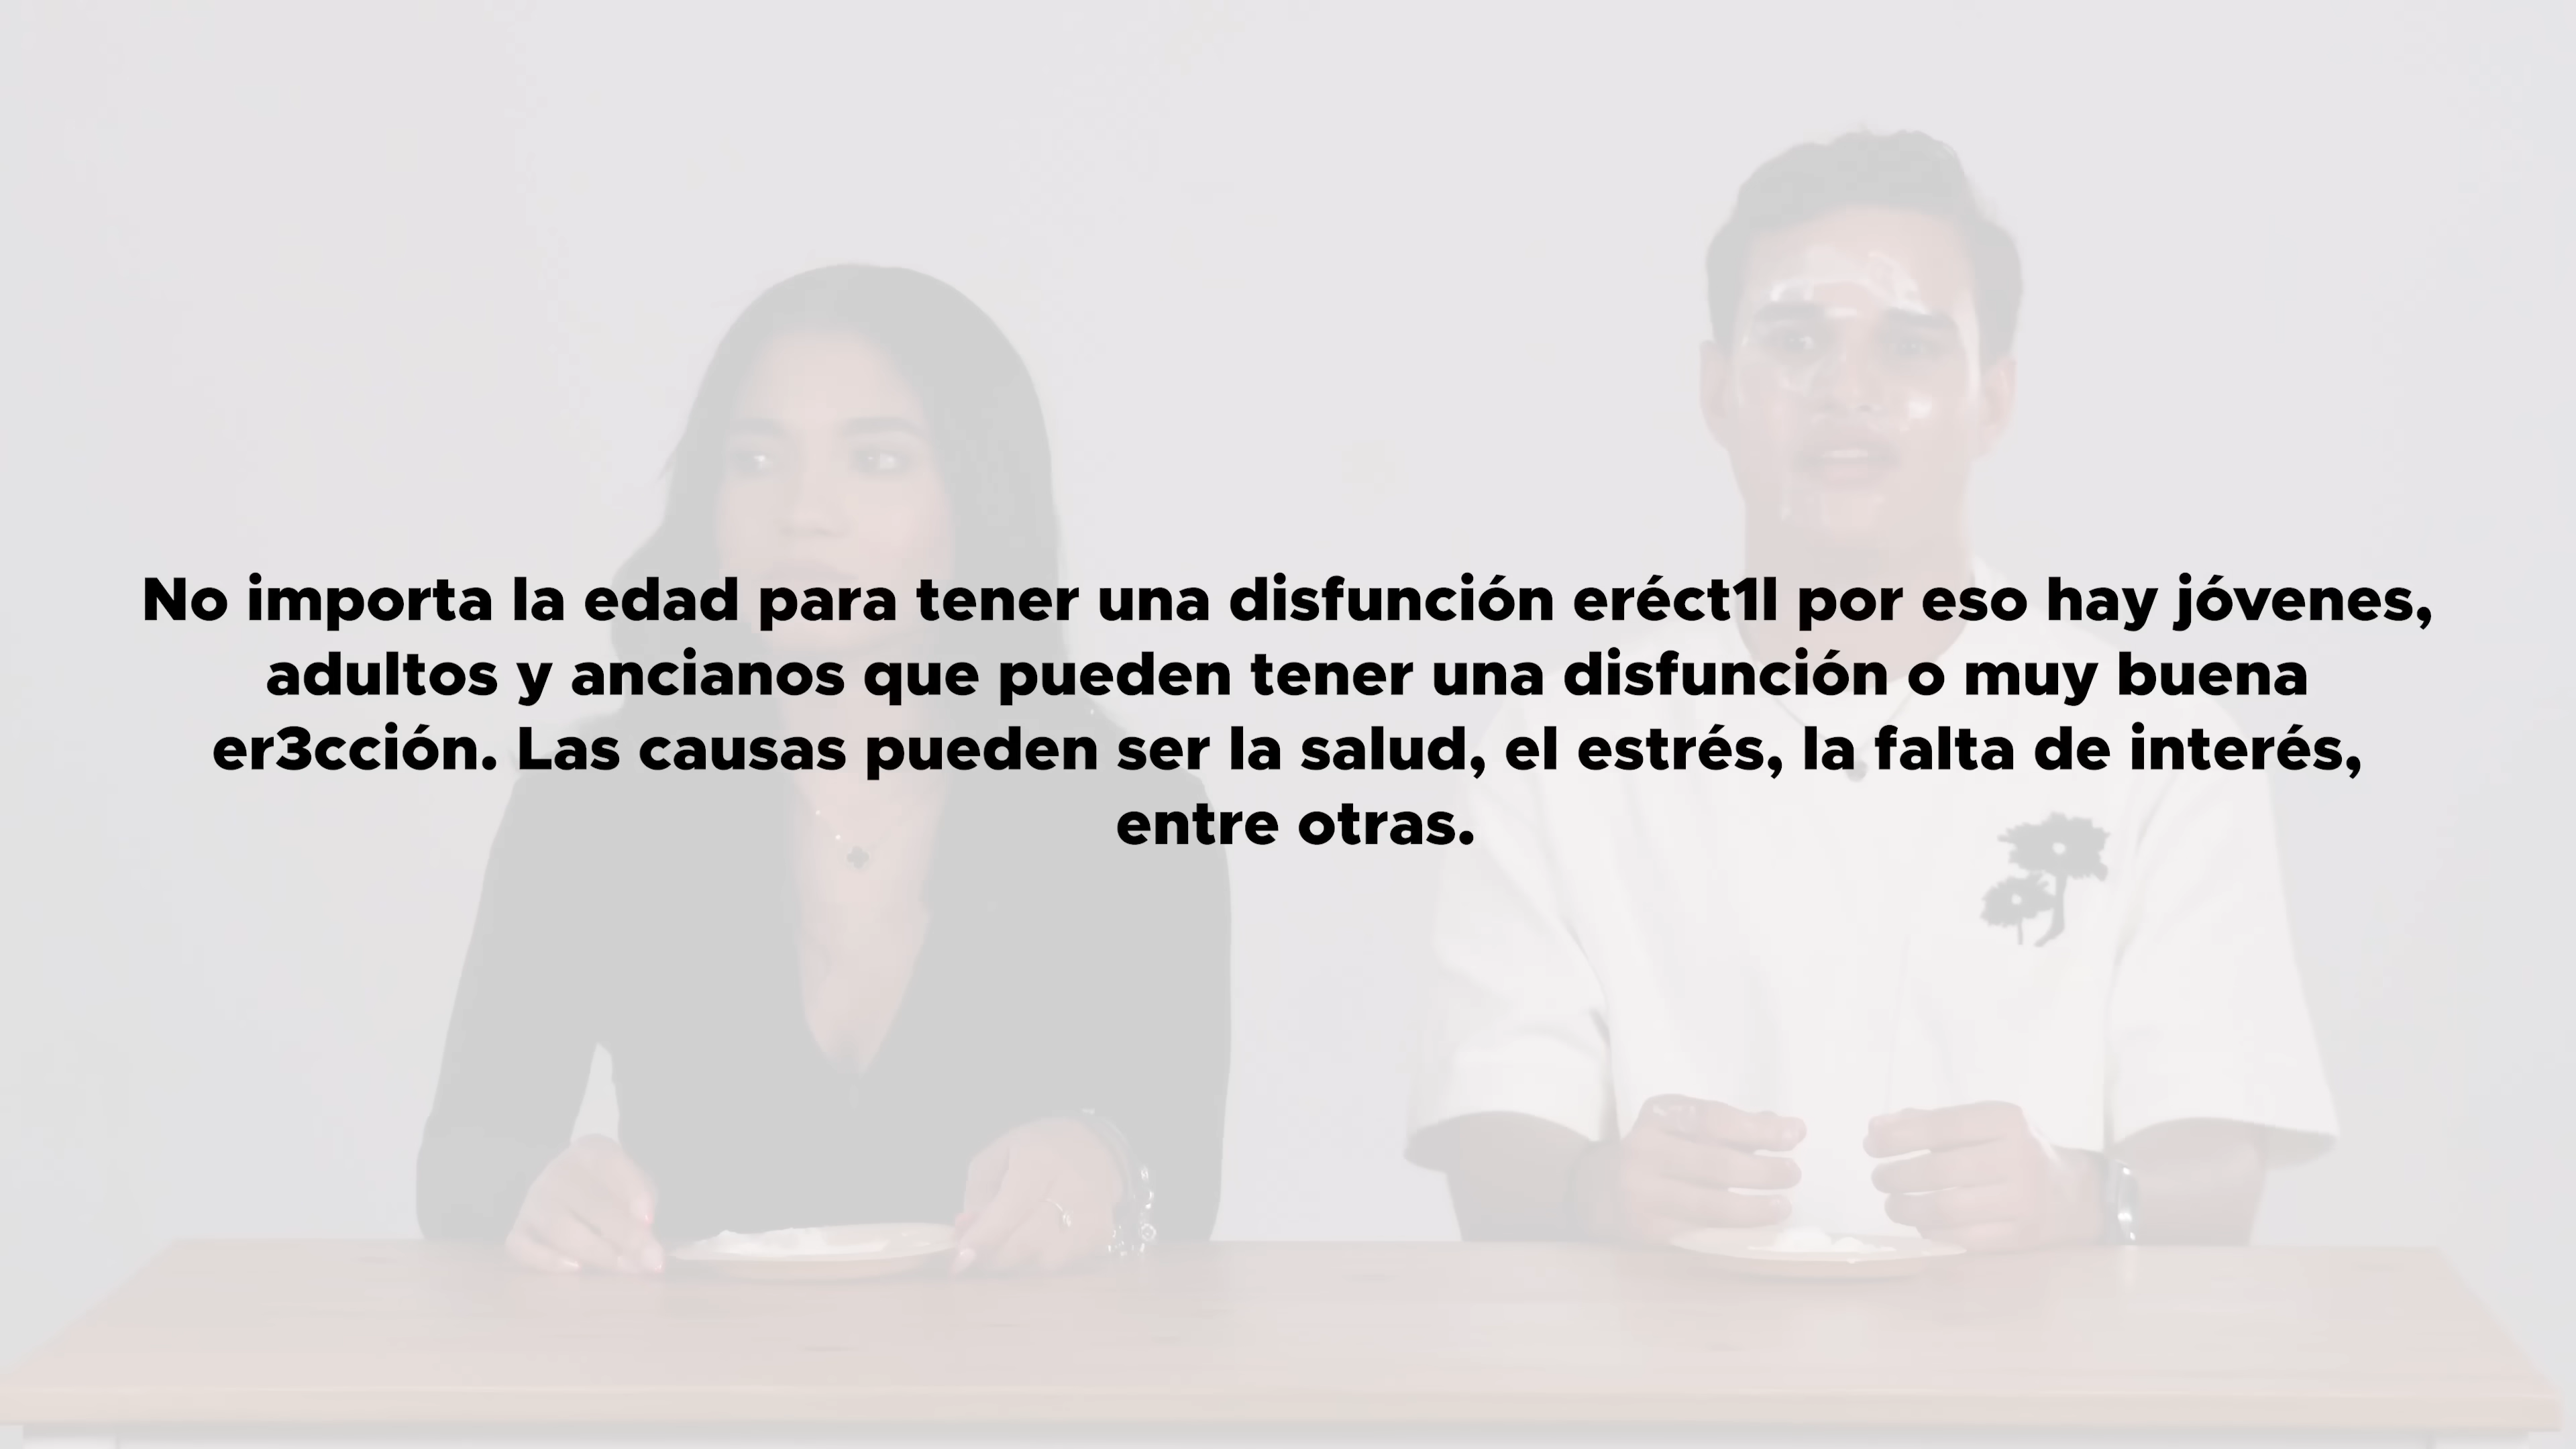 No importa la edad para tener una disfunción eréct1l por eso hay jóvenes,
adultos y ancianos que pueden tener una disfunción o muy buena
er3cción. Las causas pueden ser la salud, el estrés, la falta de interés,
entre otras.